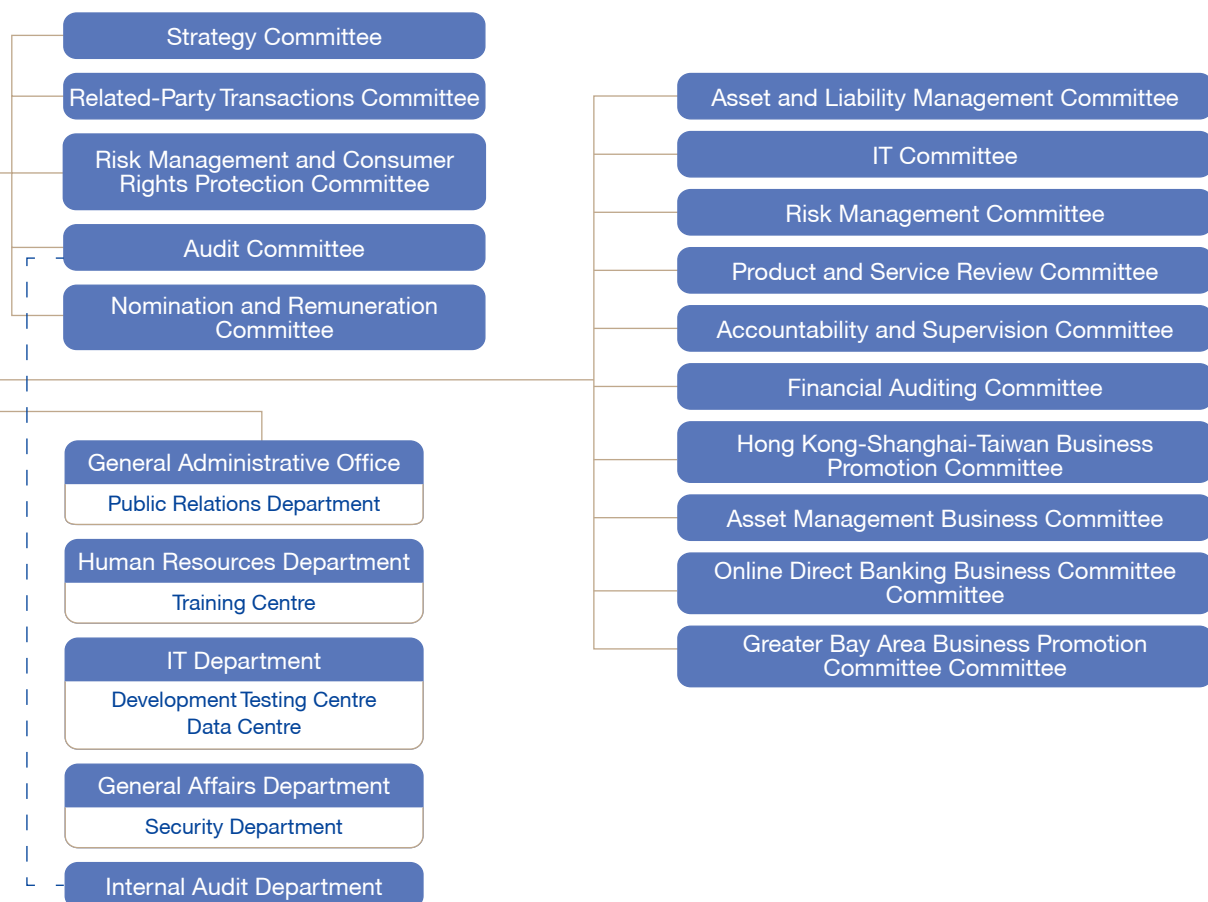 Strategy Committee
Related-Party Transactions Committee
Risk Management and Consumer
Rights Protection Committee
Audit Committee
Nomination and Remuneration
Committee
General Administrative Office
Public Relations Department
Human Resources Department
Training Centre
IT Department
Development Testing Centre
Data Centre
General Affairs Department
Security Department
Internal Audit Department
Asset and Liability Management Committee
IT Committee
Risk Management Committee
Product and Service Review Committee
Accountability and Supervision Committee
Financial Auditing Committee
Hong Kong-Shanghai-Taiwan Business
Promotion Committee
Asset Management Business Committee
Online Direct Banking Business Committee
Committee
Greater Bay Area Business Promotion
Committee Committee